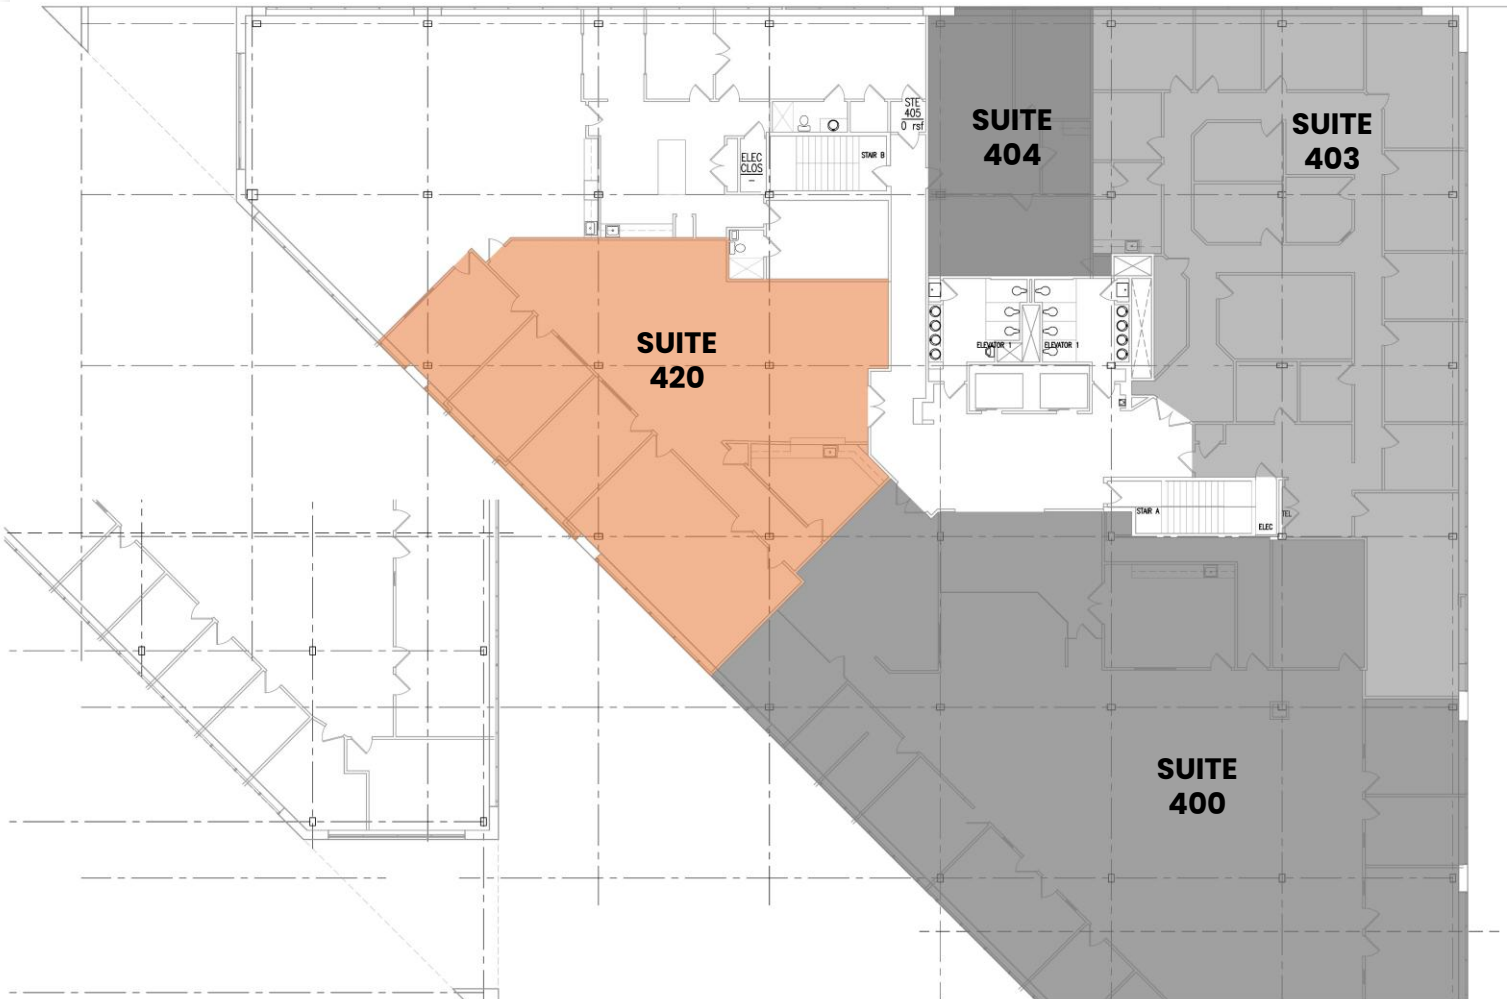 STE
405
0 rsf
SUITE
404
SUITE
403
ELEC
CLOS
STAIR B
SUITE
420
ELEVATOR 1
ELEVATOR 1
STAIR A
ELEC
TEL
SUITE
400